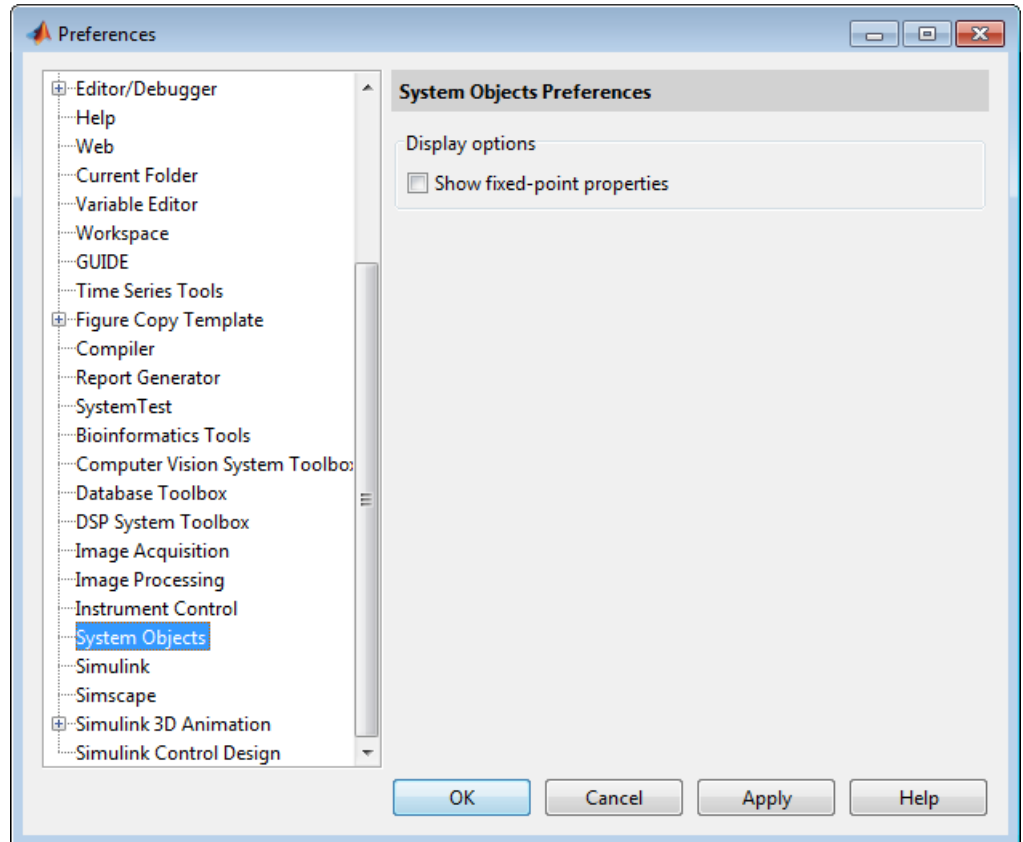 Preferences
Editor/Debugger
Help
Web
Current Folder
Variable Editor
Workspace
GUIDE
Time Series Tools
Figure Copy Template
Compiler
Report Generator
SystemTest
Bioinformatics Tools
Computer Vision System Toolbo
Database Toolbox
DSP System Toolbox
Image Acquisition
Image Processing
Instrument Control
System Objects
Simulink
Simscape
Simulink 3D Animation
Simulink Control Design
System Objects Preferences
Display options
Show fixed-point properties
OK Cancel Apply Help